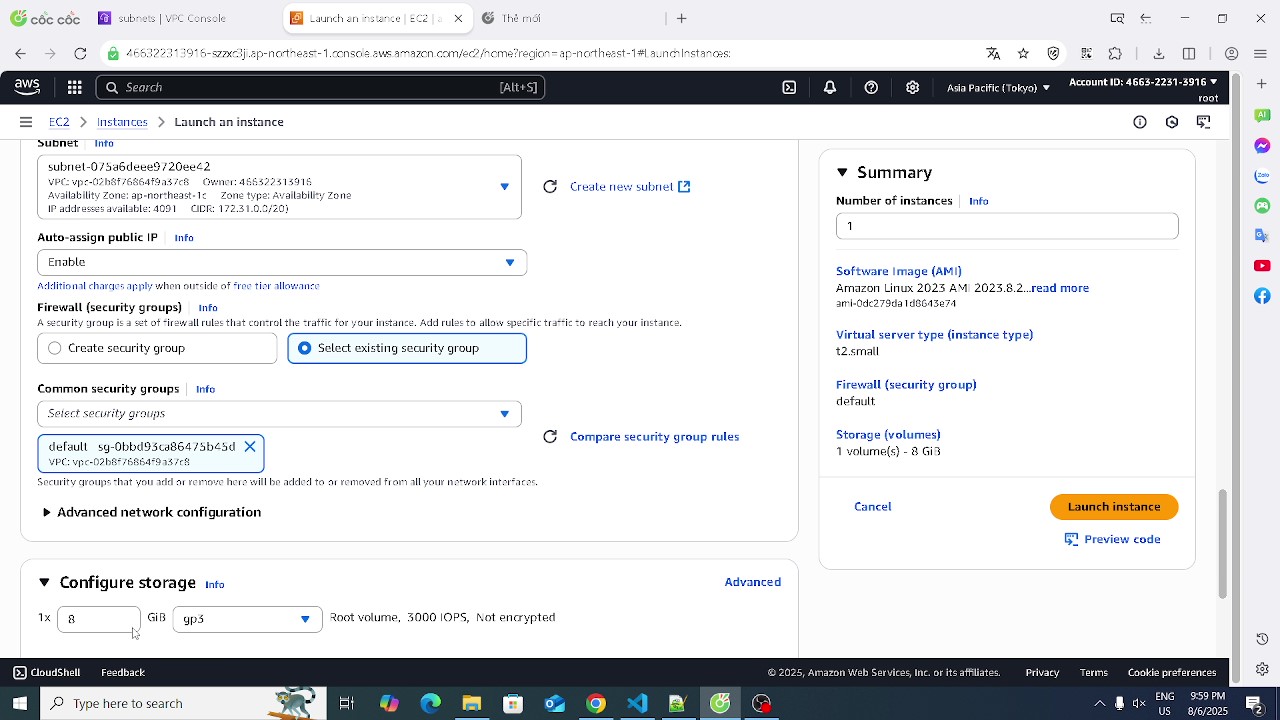 cốc cốc
subnets | VPC Console
Launch an instance | EC2 | a
Thẻ mới
466322313916-szzxd3tj.ap-northeast-1.console.aws.amazon.com/ec2/home?region=ap-northeast-1#LaunchInstances:
aws
Search
[Alt+S]
Asia Pacific (Tokyo)
Account ID: 4663-2231-3916
root
EC2
Instances
Launch an instance
Subnet
Info
subnet-075a6deee9720ee42
VPC: vpc-02b8f76864f9a37c8 Owner: 466322313916
Availability Zone: ap-northeast-1c Zone type: Availability Zone
IP addresses available: 4091 CIDR: 172.31.0.0/20)
Create new subnet
Auto-assign public IP
Info
Enable
Additional charges apply when outside of free tier allowance
Firewall (security groups)
Info
A security group is a set of firewall rules that control the traffic for your instance. Add rules to allow specific traffic to reach your instance.
Create security group
Select existing security group
Common security groups
Info
Select security groups
default sg-0bbd93ca86475b45d
VPC: vpc-02b8f76864f9a37c8
Compare security group rules
Security groups that you add or remove here will be added to or removed from all your network interfaces.
Advanced network configuration
Configure storage
Info
Advanced
1x
8
GiB
gp3
Root volume, 3000 IOPS, Not encrypted
Summary
Number of instances
Info
1
Software Image (AMI)
Amazon Linux 2023 AMI 2023.8.2...read more
ami-0dc279da1d8643e74
Virtual server type (instance type)
t2.small
Firewall (security group)
default
Storage (volumes)
1 volume(s) - 8 GiB
Cancel
Launch instance
Preview code
CloudShell
Feedback
© 2025, Amazon Web Services, Inc. or its affiliates.
Privacy
Terms
Cookie preferences
Type here to search
ENG
US
9:59 PM
8/6/2025